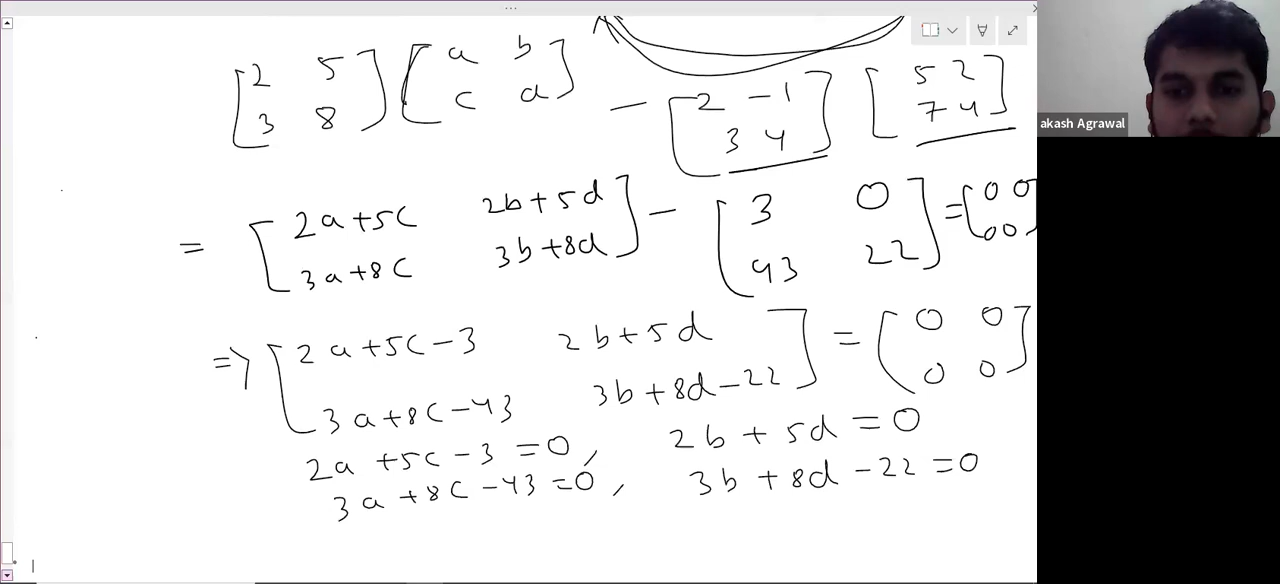 [2 5 [a b
3 8] c d] - [2 -1 [5 2
3 4] 7 4]
akash Agrawal
= [2a+5c 2b+5d
3a+8c 3b+8d] - [3 0
43 22] = [0 0
0 0]
=> [2a+5c-3 2b+5d
3a+8c-43 3b+8d-22] = [0 0
0 0]
2a+5c-3=0, 2b+5d=0
3a+8c-43=0, 3b+8d-22=0